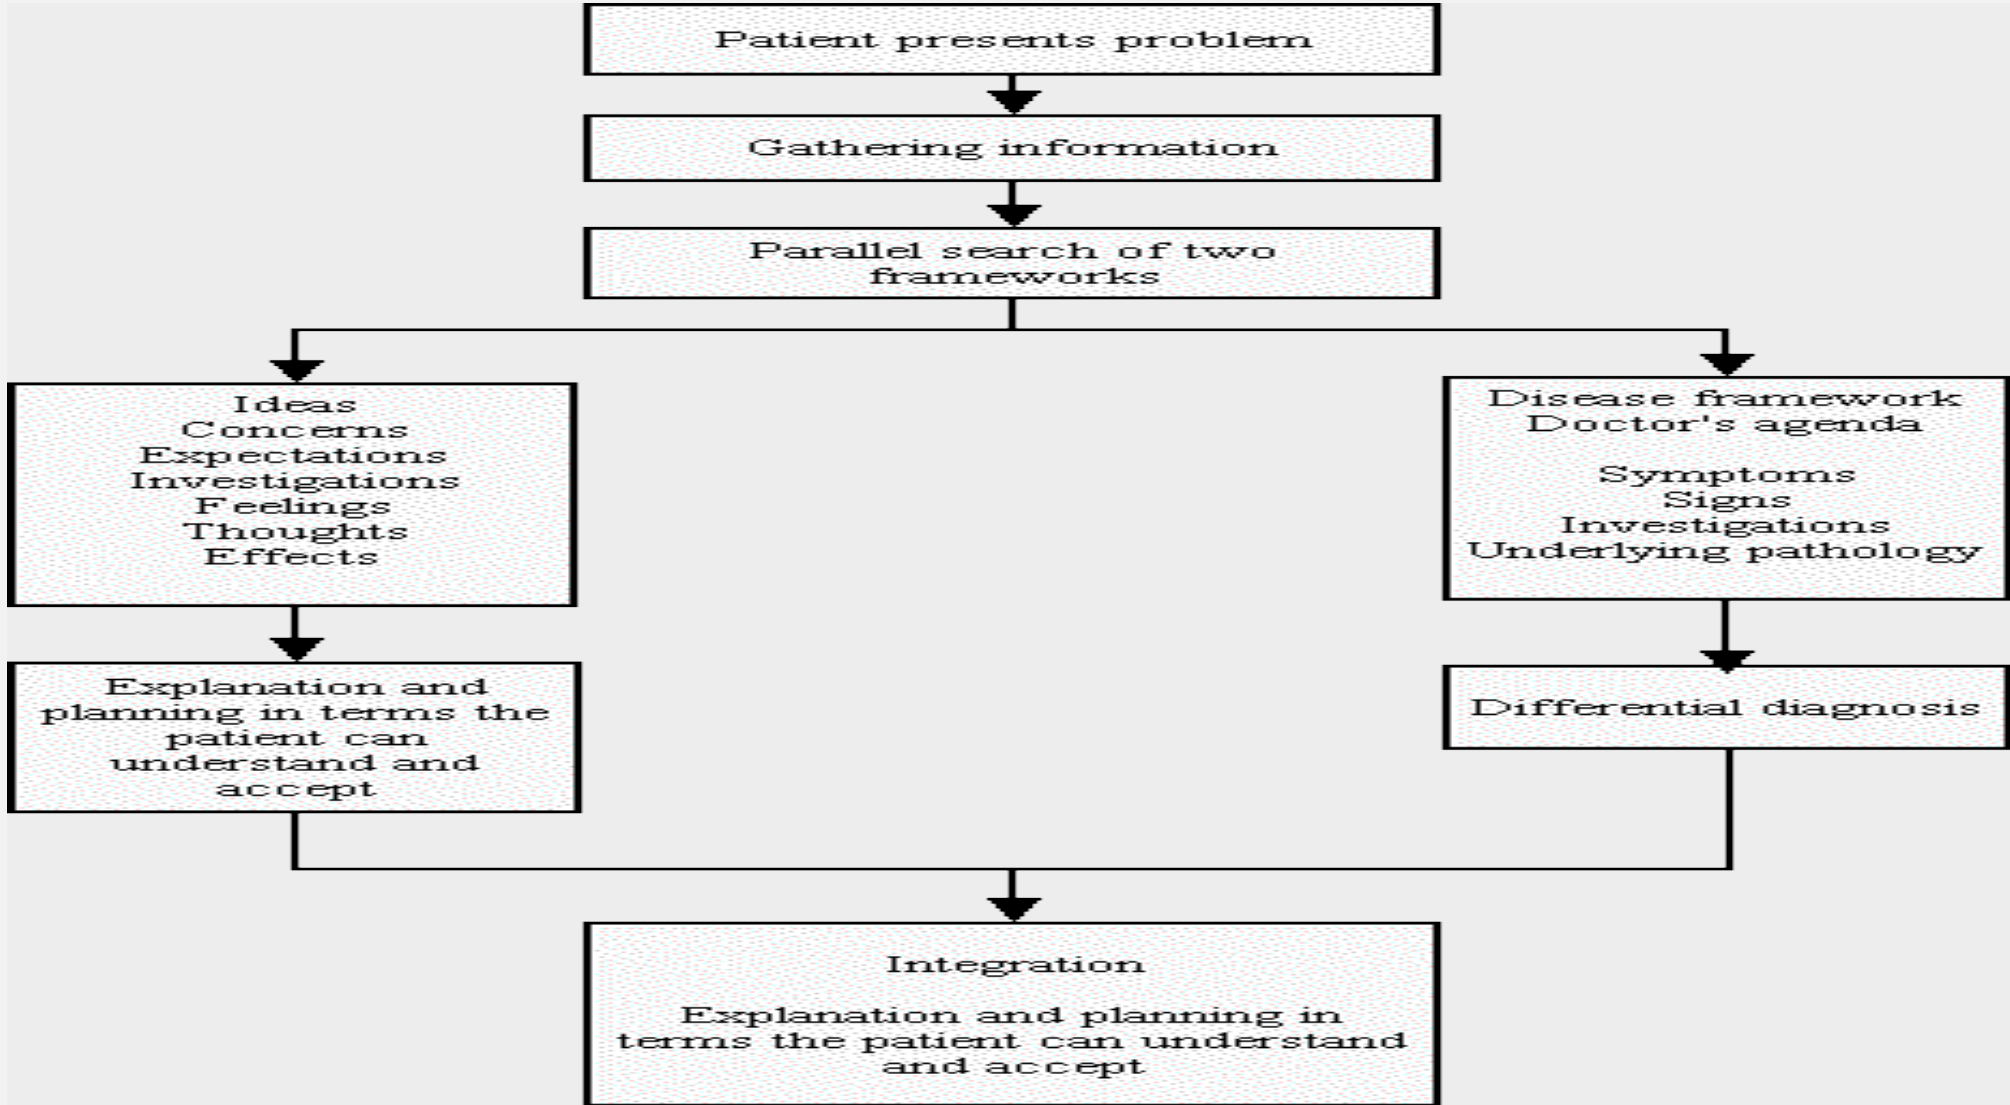 Patient presents problem
Gathering information
Parallel search of two
frameworks
Ideas
Concerns
Expectations
Investigations
Feelings
Thoughts
Effects
Disease framework
Doctor's agenda
Symptoms
Signs
Investigations
Underlying pathology
Explanation and
planning in terms the
patient can
understand and
accept
Differential diagnosis
Integration
Explanation and planning in
terms the patient can understand
and accept